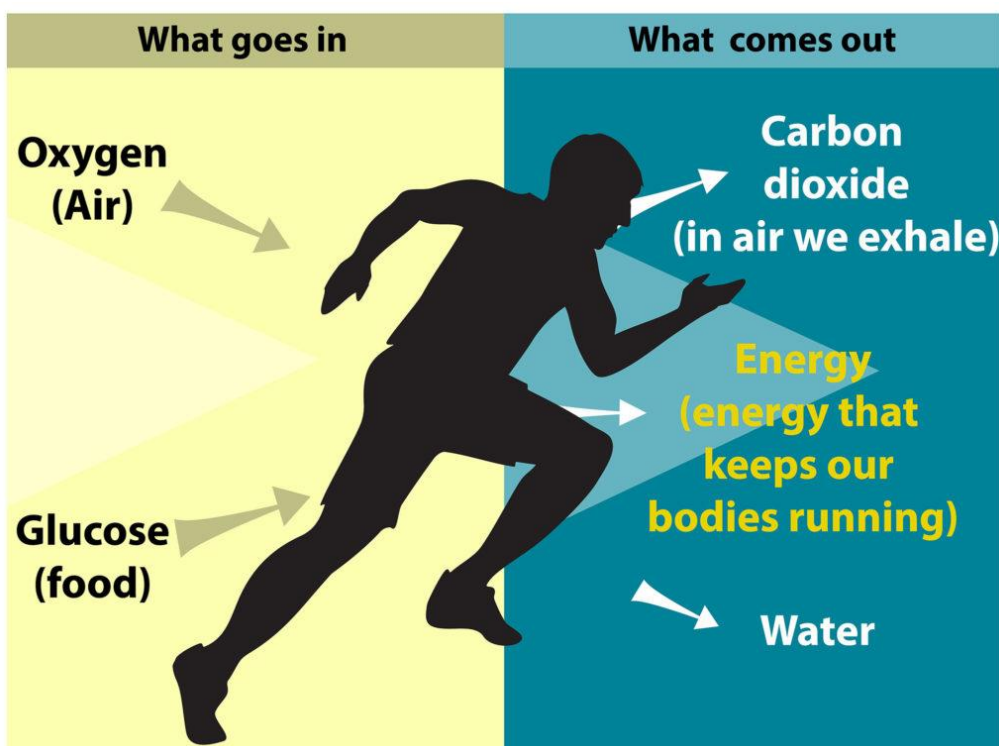 What goes in
Oxygen
(Air)
Glucose
(food)
What comes out
Carbon
dioxide
(in air we exhale)
Energy
(energy that
keeps our
bodies running)
Water